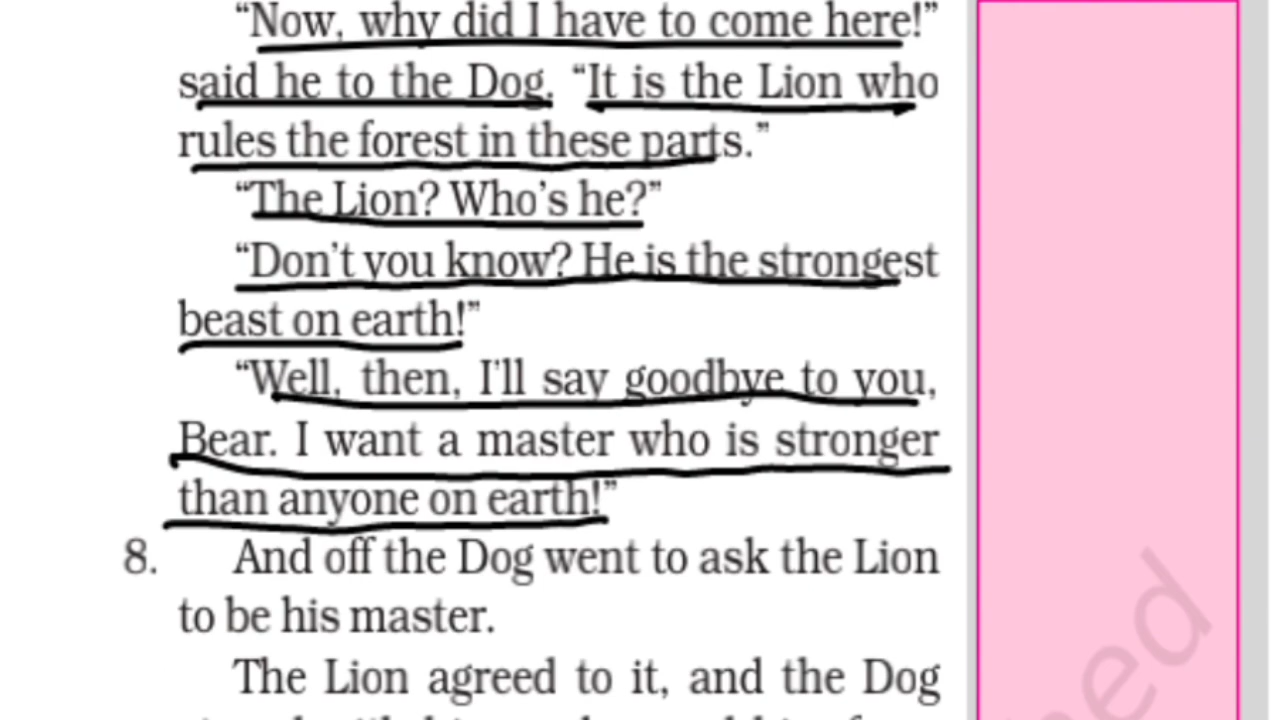 “Now, why did I have to come here!”
said he to the Dog. “It is the Lion who
rules the forest in these parts.”
“The Lion? Who’s he?”
“Don’t you know? He is the strongest
beast on earth!”
“Well, then, I’ll say goodbye to you,
Bear. I want a master who is stronger
than anyone on earth!”
8. And off the Dog went to ask the Lion
to be his master.
The Lion agreed to it, and the Dog